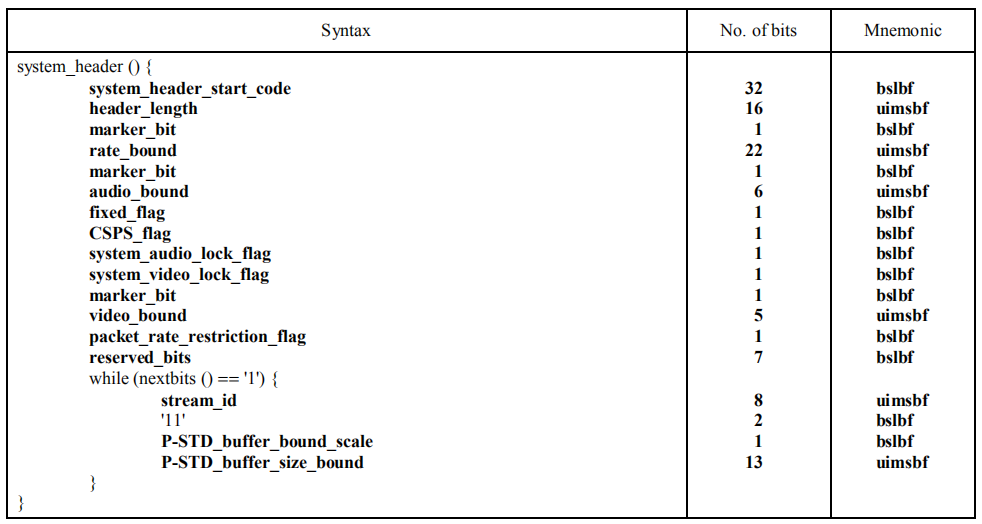 Syntax No. of bits Mnemonic
system_header () {
system_header_start_code 32 bslbf
header_length 16 uimsbf
marker_bit 1 bslbf
rate_bound 22 uimsbf
marker_bit 1 bslbf
audio_bound 6 uimsbf
fixed_flag 1 bslbf
CSPS_flag 1 bslbf
system_audio_lock_flag 1 bslbf
system_video_lock_flag 1 bslbf
marker_bit 1 bslbf
video_bound 5 uimsbf
packet_rate_restriction_flag 1 bslbf
reserved_bits 7 bslbf
while (nextbits () == '1') {
stream_id 8 uimsbf
'11' 2 bslbf
P-STD_buffer_bound_scale 1 bslbf
P-STD_buffer_size_bound 13 uimsbf
}
}